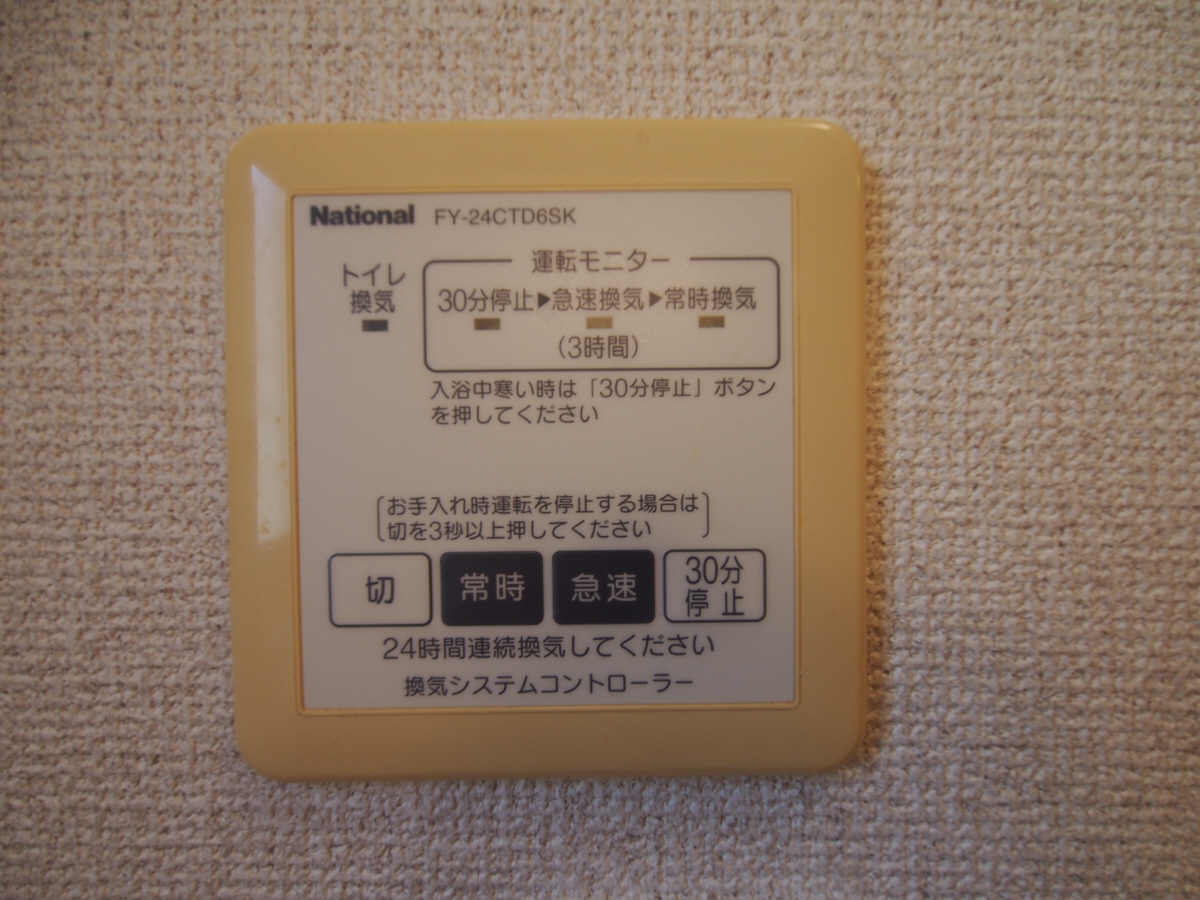 National FY-24CTD6SK
トイレ
換気
運転モニター
30分停止▶急速換気▶常時換気
(3時間)
入浴中寒い時は「30分停止」ボタン
を押してください
お手入れ時運転を停止する場合は
切を3秒以上押してください
切 常時 急速 30分
停止
24時間連続換気してください
換気システムコントローラー